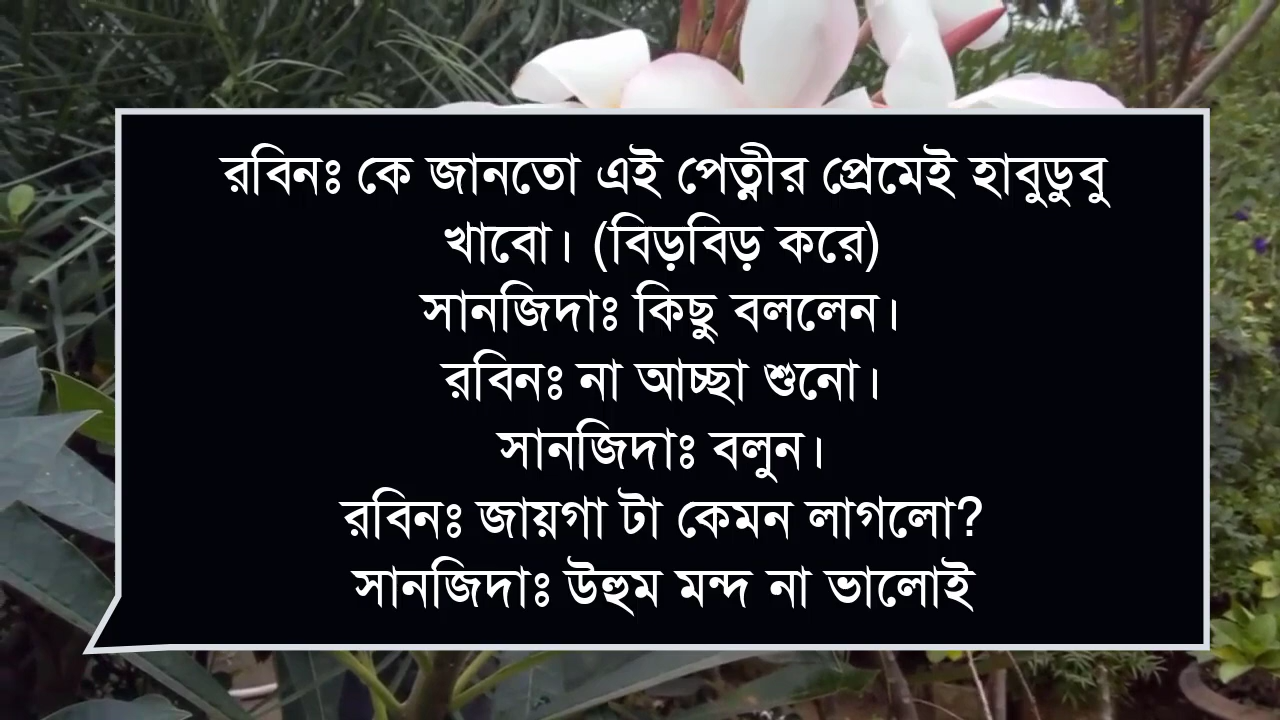 রবিনঃ কে জানতো এই পেত্নীর প্রেমেই হাবুডুবু
খাবো। (বিড়বিড় করে)
সানজিদাঃ কিছু বললেন।
রবিনঃ না আচ্ছা শুনো।
সানজিদাঃ বলুন।
রবিনঃ জায়গা টা কেমন লাগলো?
সানজিদাঃ উহুম মন্দ না ভালোই